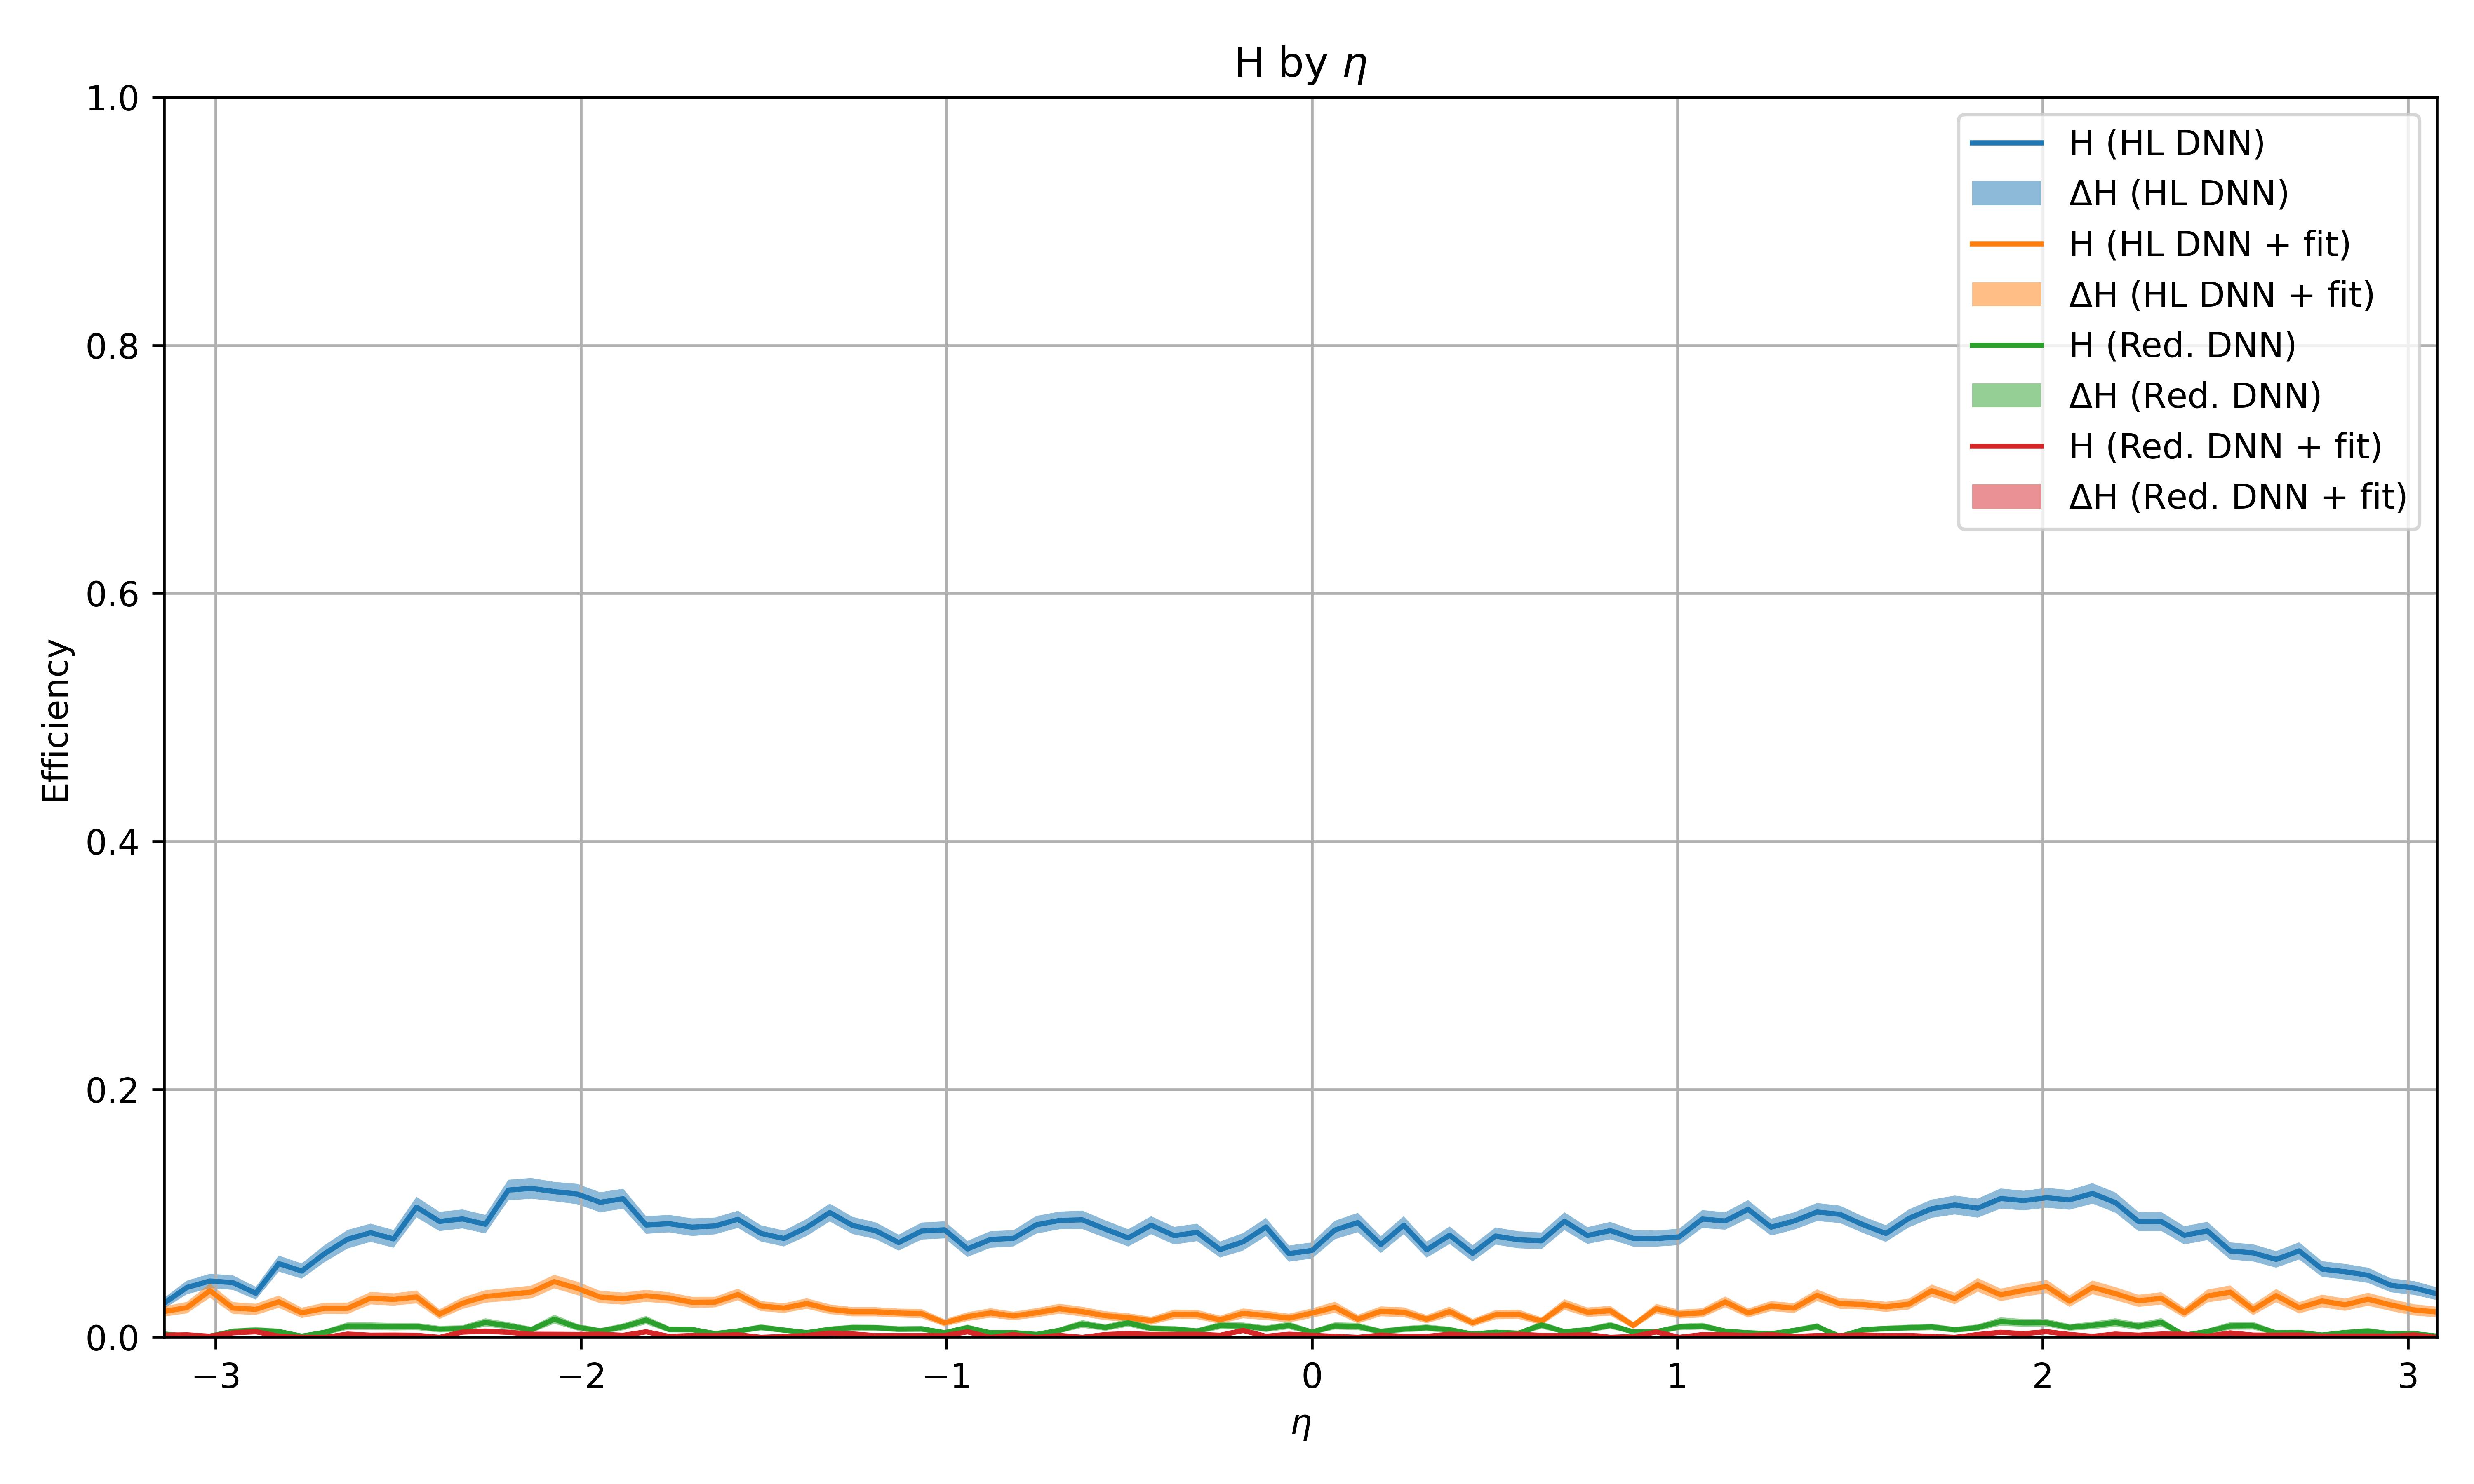 H by η
1.0
0.8
0.6
0.4
0.2
0.0
Efficiency
H (HL DNN)
ΔH (HL DNN)
H (HL DNN + fit)
ΔH (HL DNN + fit)
H (Red. DNN)
ΔH (Red. DNN)
H (Red. DNN + fit)
ΔH (Red. DNN + fit)
−3 −2 −1 0 1 2 3
η